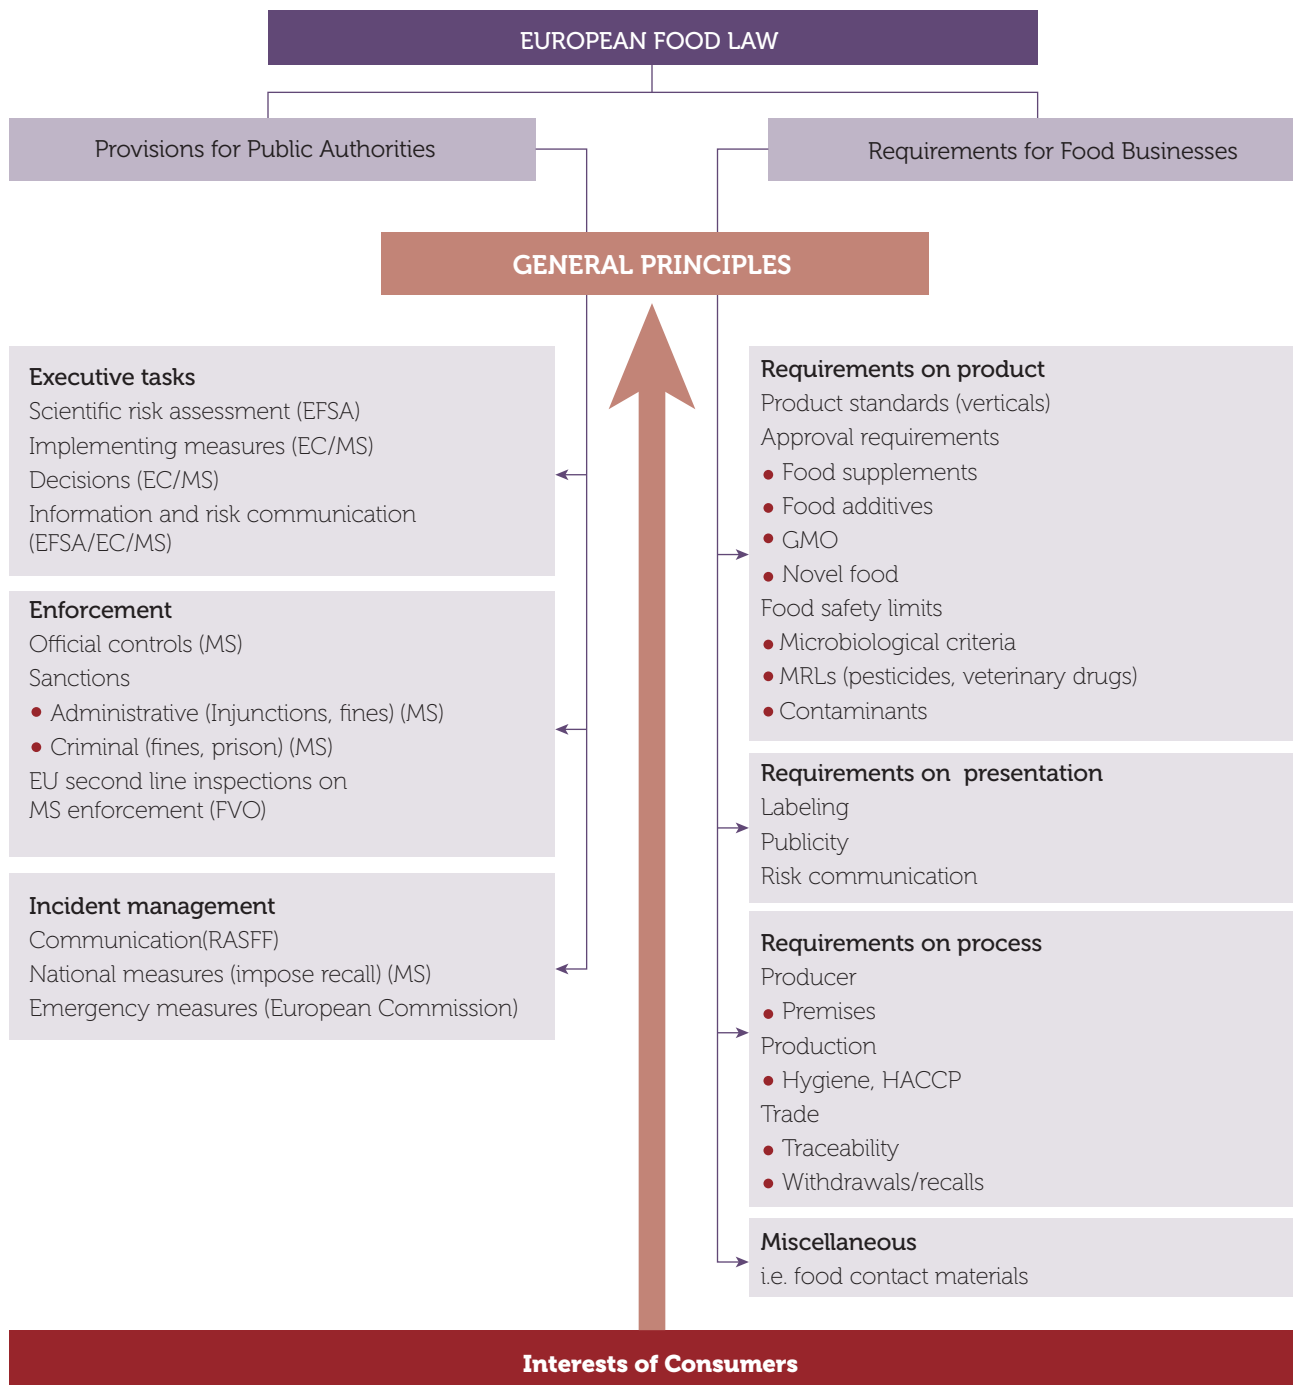 EUROPEAN FOOD LAW
Provisions for Public Authorities
Requirements for Food Businesses
GENERAL PRINCIPLES
Executive tasks
Scientific risk assessment (EFSA)
Implementing measures (EC/MS)
Decisions (EC/MS)
Information and risk communication
(EFSA/EC/MS)
Enforcement
Official controls (MS)
Sanctions
• Administrative (Injunctions, fines) (MS)
• Criminal (fines, prison) (MS)
EU second line inspections on
MS enforcement (FVO)
Incident management
Communication(RASFF)
National measures (impose recall) (MS)
Emergency measures (European Commission)
Requirements on product
Product standards (verticals)
Approval requirements
• Food supplements
• Food additives
• GMO
• Novel food
Food safety limits
• Microbiological criteria
• MRLs (pesticides, veterinary drugs)
• Contaminants
Requirements on presentation
Labeling
Publicity
Risk communication
Requirements on process
Producer
• Premises
Production
• Hygiene, HACCP
Trade
• Traceability
• Withdrawals/recalls
Miscellaneous
i.e. food contact materials
Interests of Consumers